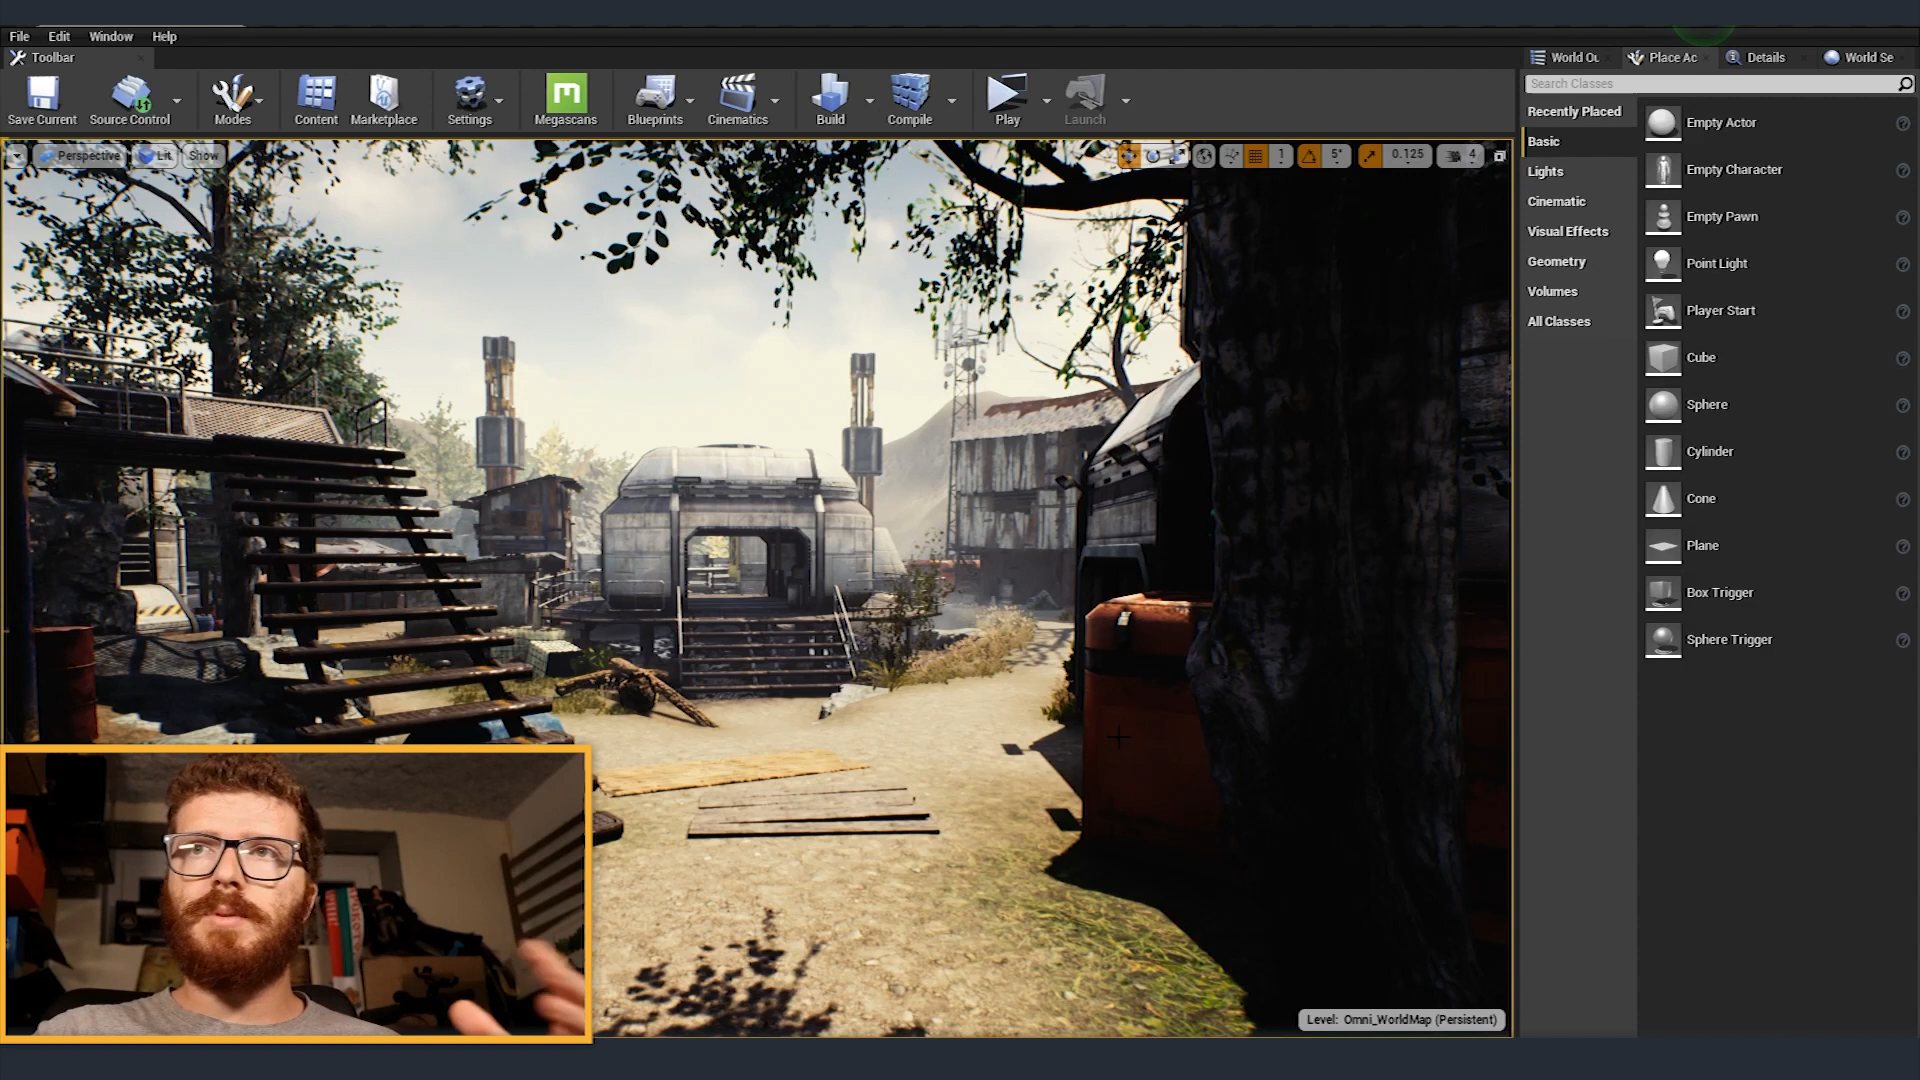 File Edit Window Help
Toolbar
World Ou Place Ac Details World Se
Save Current Source Control Modes Content Marketplace Settings Megascans Blueprints Cinematics Build Compile Play Launch
Search Classes
Perspective Lit Show
1 5° 0.125 4
Recently Placed
Basic
Lights
Cinematic
Visual Effects
Geometry
Volumes
All Classes
Empty Actor
Empty Character
Empty Pawn
Point Light
Player Start
Cube
Sphere
Cylinder
Cone
Plane
Box Trigger
Sphere Trigger
Level: Omni_WorldMap (Persistent)